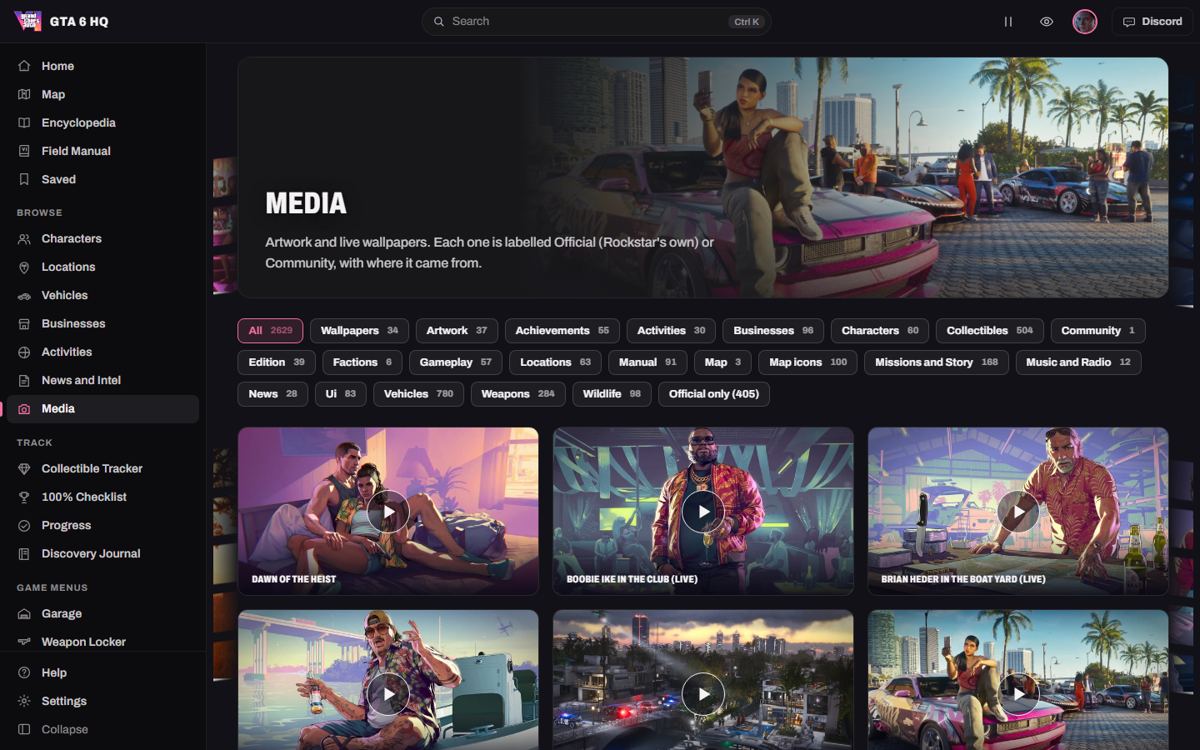 GTA 6 HQ
Search
Ctrl K
Discord
Home
Map
Encyclopedia
Field Manual
Saved
BROWSE
Characters
Locations
Vehicles
Businesses
Activities
News and Intel
Media
TRACK
Collectible Tracker
100% Checklist
Progress
Discovery Journal
GAME MENUS
Garage
Weapon Locker
Help
Settings
Collapse
MEDIA
Artwork and live wallpapers. Each one is labelled Official (Rockstar's own) or
Community, with where it came from.
All 2629 Wallpapers 34 Artwork 37 Achievements 55 Activities 30 Businesses 96 Characters 60 Collectibles 504 Community 1
Edition 39 Factions 6 Gameplay 57 Locations 63 Manual 91 Map 3 Map icons 100 Missions and Story 168 Music and Radio 12
News 28 Ui 83 Vehicles 780 Weapons 284 Wildlife 98 Official only (405)
DAWN OF THE HEIST
BOOBIE IKE IN THE CLUB (LIVE)
BRIAN HEDER IN THE BOAT YARD (LIVE)